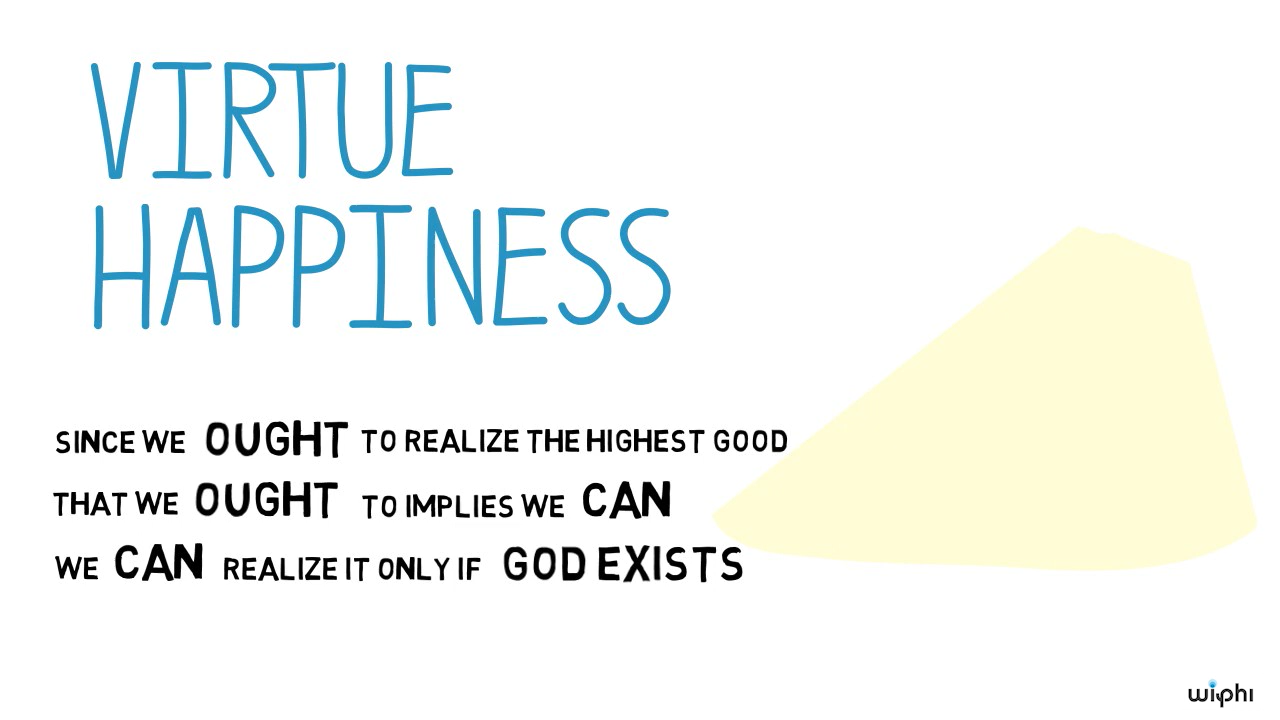 VIRTUE
HAPPINESS
SINCE WE OUGHT TO REALIZE THE HIGHEST GOOD
THAT WE OUGHT TO IMPLIES WE CAN
WE CAN REALIZE IT ONLY IF GOD EXISTS
wiphi